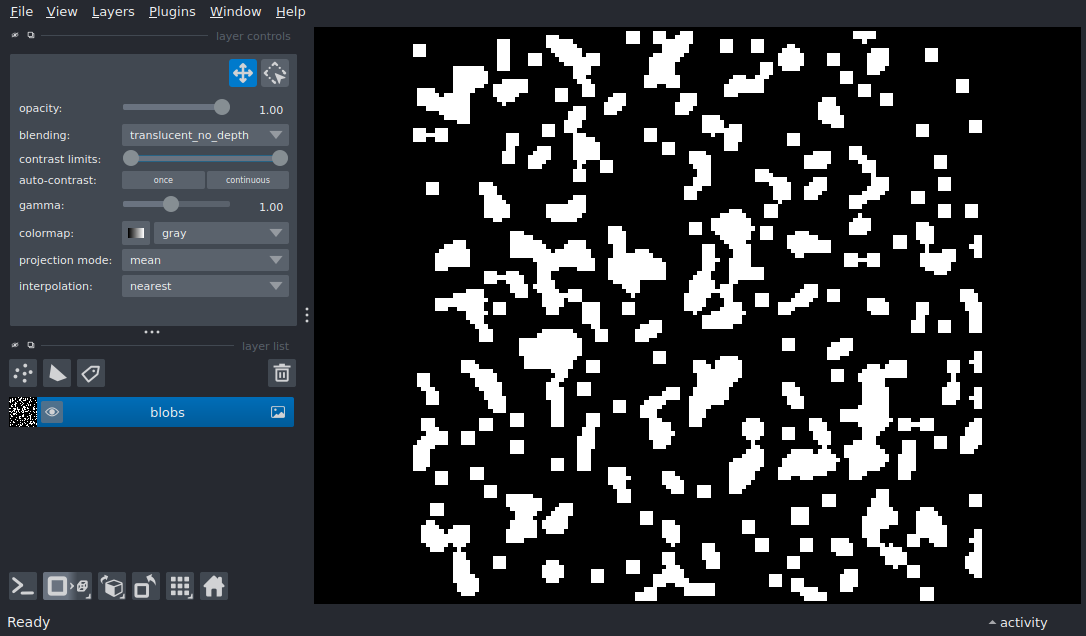 File View Layers Plugins Window Help
layer controls
opacity: 1.00
blending: translucent_no_depth
contrast limits:
auto-contrast: once continuous
gamma: 1.00
colormap: gray
projection mode: mean
interpolation: nearest
layer list
blobs
Ready activity